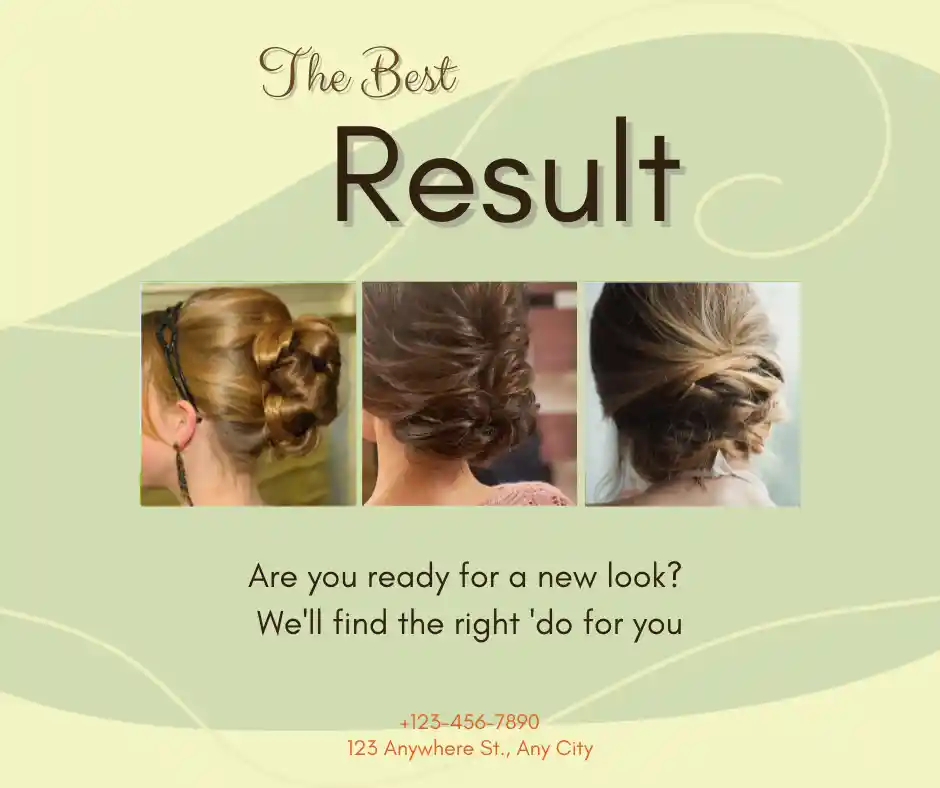 The Best
Result
Are you ready for a new look?
We'll find the right 'do for you
+123-456-7890
123 Anywhere St., Any City